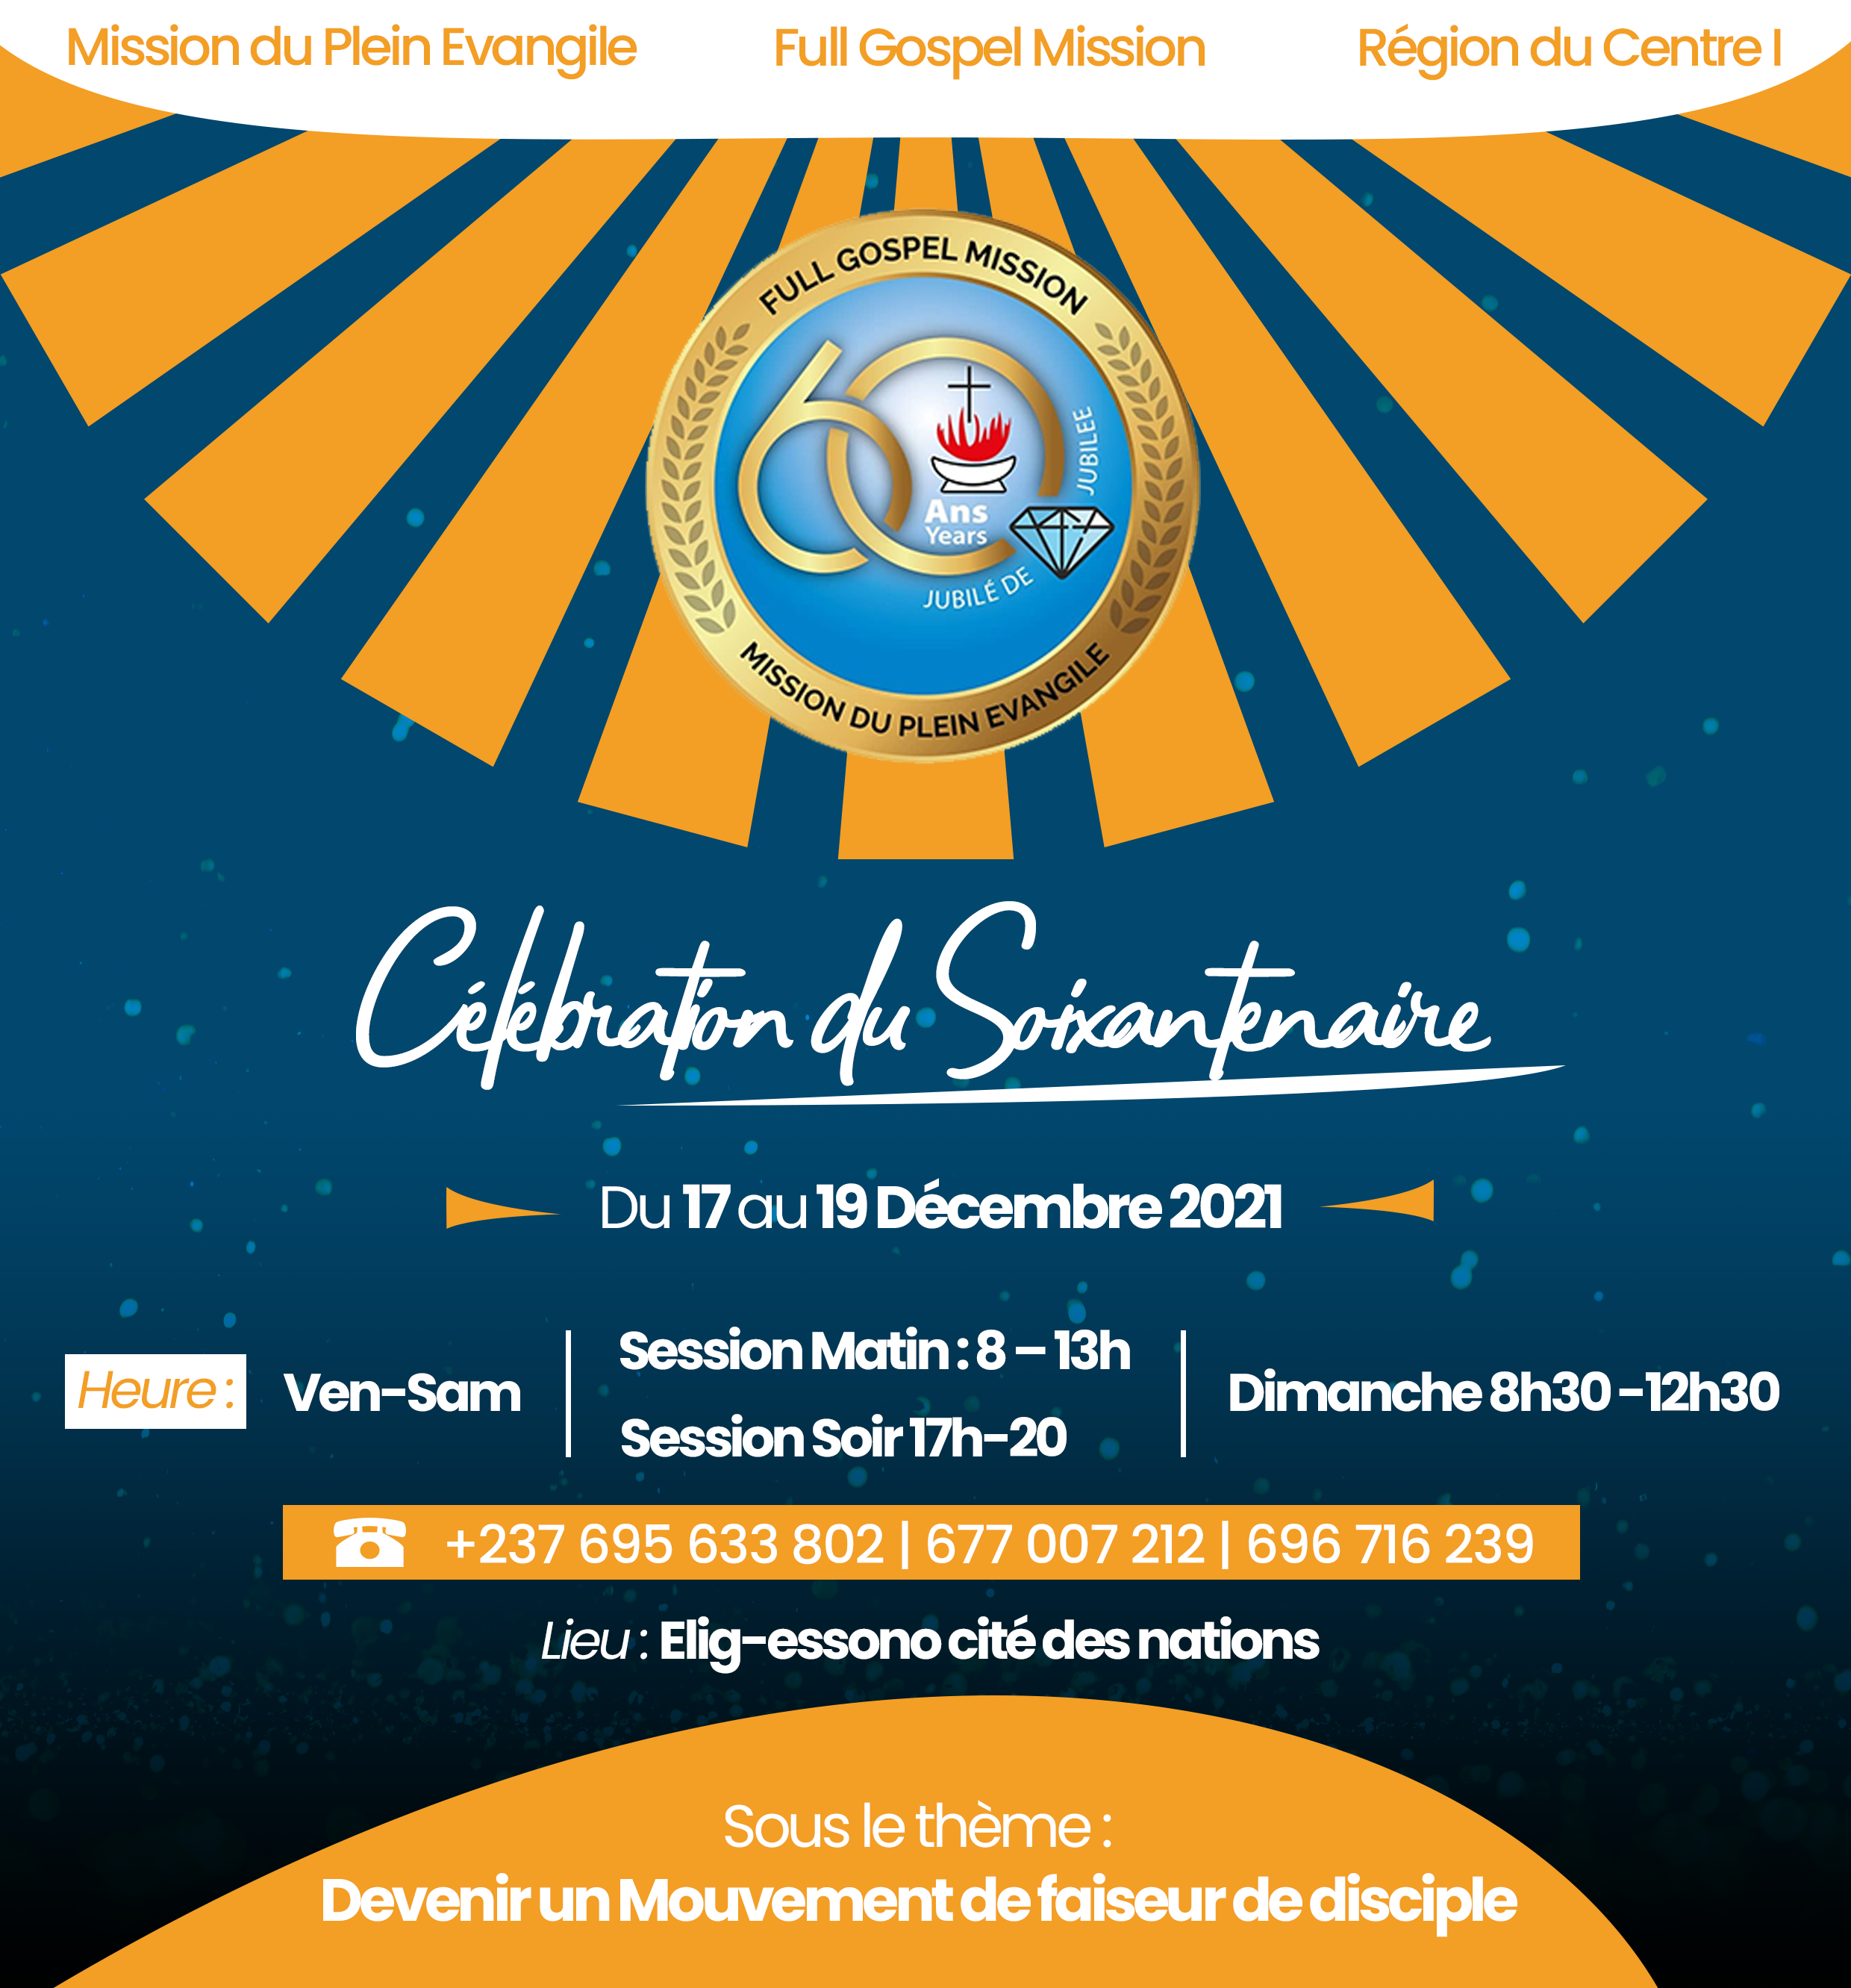 Mission du Plein Evangile
Full Gospel Mission
Région du Centre I
FULL GOSPEL MISSION
60
Ans
Years
JUBILEE
JUBILÉ DE
MISSION DU PLEIN EVANGILE
Célébration du Soixantenaire
Du 17 au 19 Décembre 2021
Heure :
Ven-Sam
Session Matin : 8 – 13h
Session Soir 17h-20
Dimanche 8h30 -12h30
+237 695 633 802 | 677 007 212 | 696 716 239
Lieu : Elig-essono cité des nations
Sous le thème :
Devenir un Mouvement de faiseur de disciple